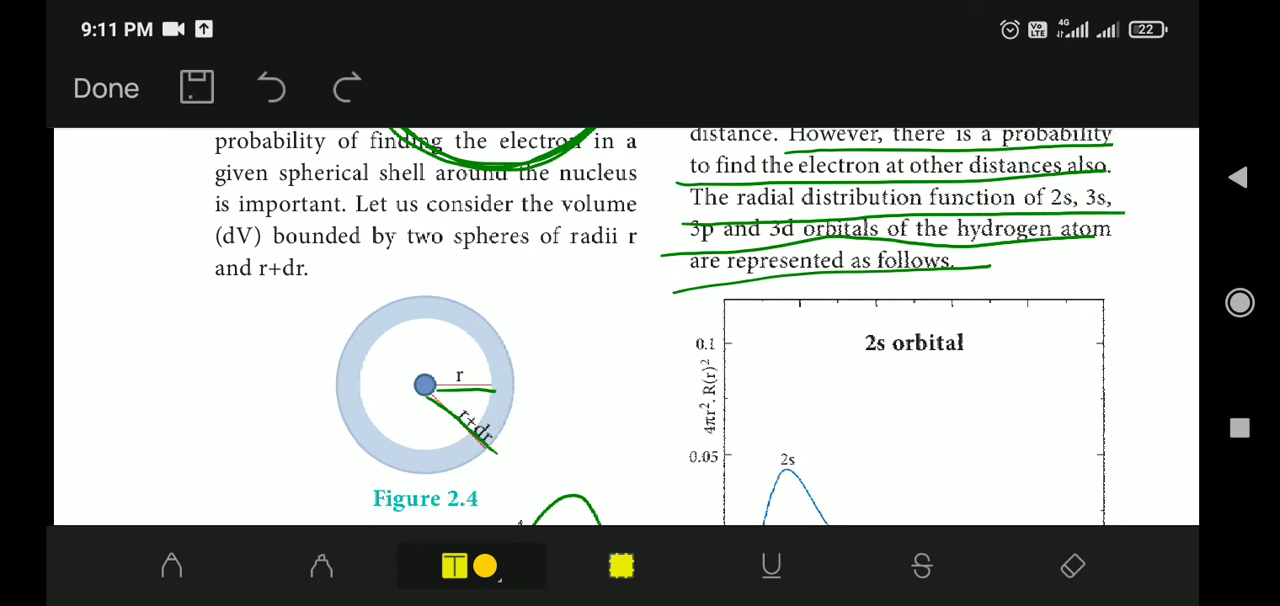 9:11 PM
Vo LTE
4G
22
Done
probability of finding the electron in a
given spherical shell around the nucleus
is important. Let us consider the volume
(dV) bounded by two spheres of radii r
and r+dr.
r
r+dr
Figure 2.4
distance. However, there is a probability
to find the electron at other distances also.
The radial distribution function of 2s, 3s,
3p and 3d orbitals of the hydrogen atom
are represented as follows.
0.1
2s orbital
4πr². R(r)²
0.05
2s
T
U
S